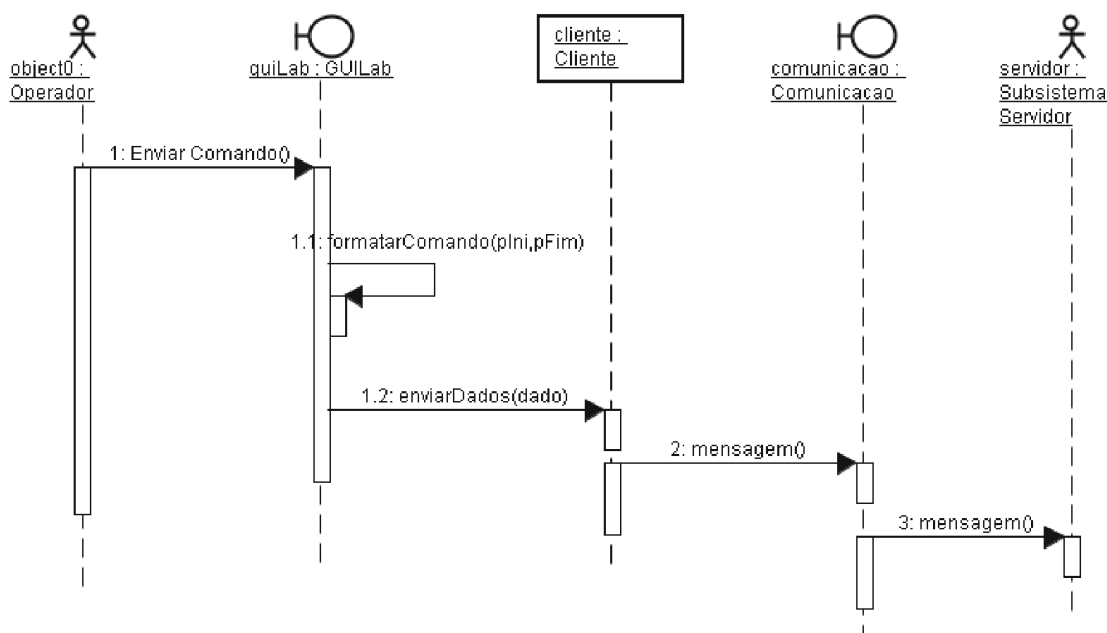 object0 :
Operador
guiLab : GUILab
cliente :
Cliente
comunicacao :
Comunicacao
servidor :
Subsistema
Servidor
1: Enviar Comando()
1.1: formatarComando(pIni,pFim)
1.2: enviarDados(dado)
2: mensagem()
3: mensagem()